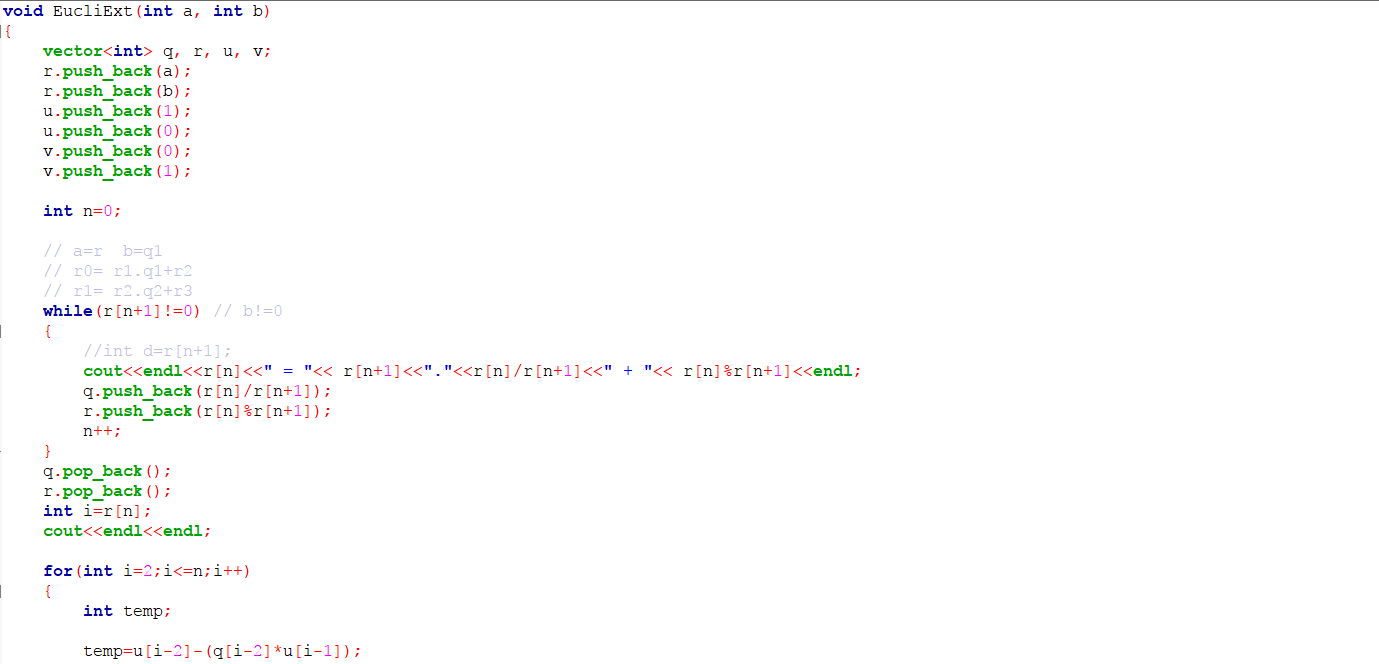 void EucliExt(int a, int b)
{
    vector<int> q, r, u, v;
    r.push_back(a);
    r.push_back(b);
    u.push_back(1);
    u.push_back(0);
    v.push_back(0);
    v.push_back(1);

    int n=0;

    // a=r  b=q1
    // r0= r1.q1+r2
    // r1= r2.q2+r3
    while(r[n+1]!=0) // b!=0
    {
        //int d=r[n+1];
        cout<<endl<<r[n]<<" = "<< r[n+1]<<"."<<r[n]/r[n+1]<<" + "<< r[n]%r[n+1]<<endl;
        q.push_back(r[n]/r[n+1]);
        r.push_back(r[n]%r[n+1]);
        n++;
    }
    q.pop_back();
    r.pop_back();
    int i=r[n];
    cout<<endl<<endl;

    for(int i=2;i<=n;i++)
    {
        int temp;

        temp=u[i-2]-(q[i-2]*u[i-1]);